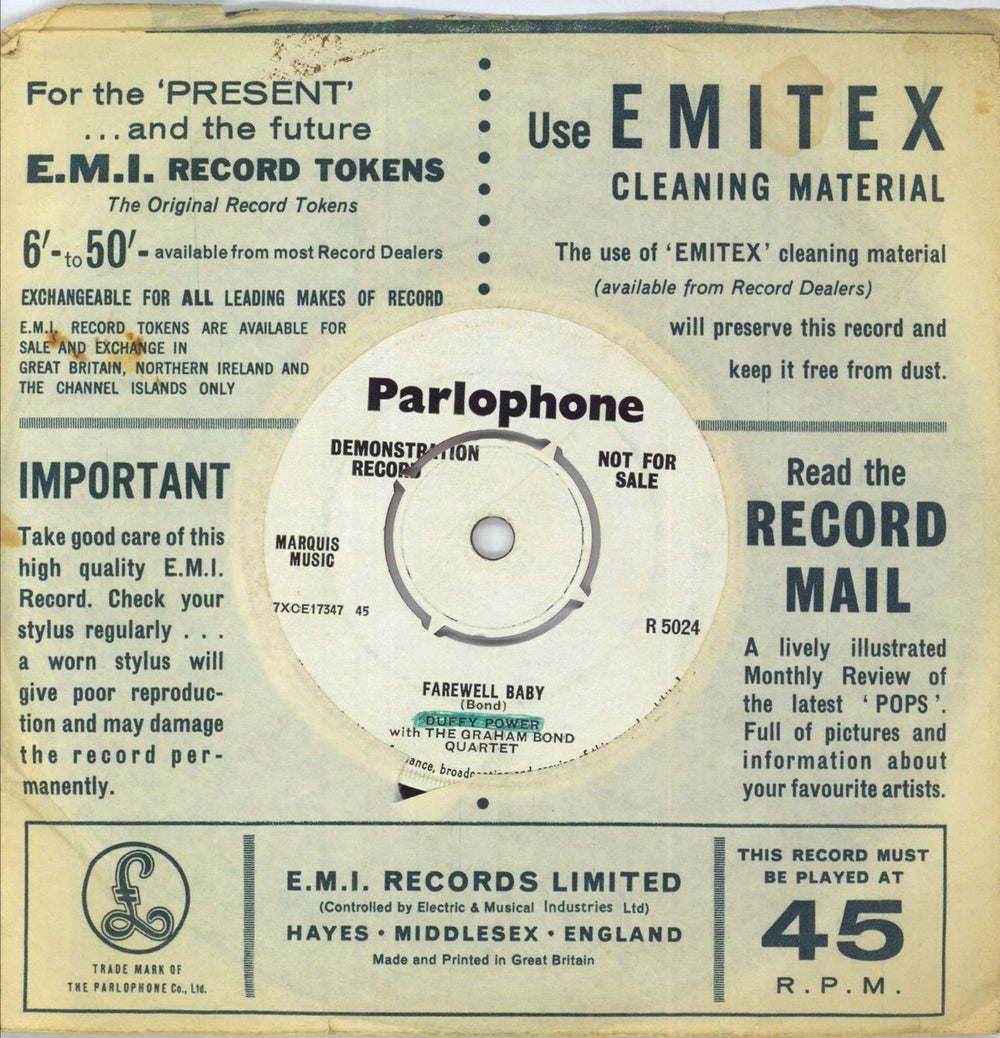 For the 'PRESENT'
...and the future
E.M.I. RECORD TOKENS
The Original Record Tokens
6'- to 50'- available from most Record Dealers
EXCHANGEABLE FOR ALL LEADING MAKES OF RECORD
E.M.I. RECORD TOKENS ARE AVAILABLE FOR
SALE AND EXCHANGE IN
GREAT BRITAIN, NORTHERN IRELAND AND
THE CHANNEL ISLANDS ONLY
Use EMITEX
CLEANING MATERIAL
The use of 'EMITEX' cleaning material
(available from Record Dealers)
will preserve this record and
keep it free from dust.
IMPORTANT
Take good care of this
high quality E.M.I.
Record. Check your
stylus regularly ...
a worn stylus will
give poor reproduc-
tion and may damage
the record per-
manently.
Parlophone
DEMONSTRATION
RECORD
NOT FOR
SALE
MARQUIS
MUSIC
7XCE17347 45
R 5024
FAREWELL BABY
(Bond)
DUFFY POWER
with THE GRAHAM BOND
QUARTET
Read the
RECORD
MAIL
A lively illustrated
Monthly Review of
the latest 'POPS'.
Full of pictures and
information about
your favourite artists.
£
TRADE MARK OF
THE PARLOPHONE Co., Ltd.
E.M.I. RECORDS LIMITED
(Controlled by Electric & Musical Industries Ltd)
HAYES • MIDDLESEX • ENGLAND
Made and Printed in Great Britain
THIS RECORD MUST
BE PLAYED AT
45
R.P.M.